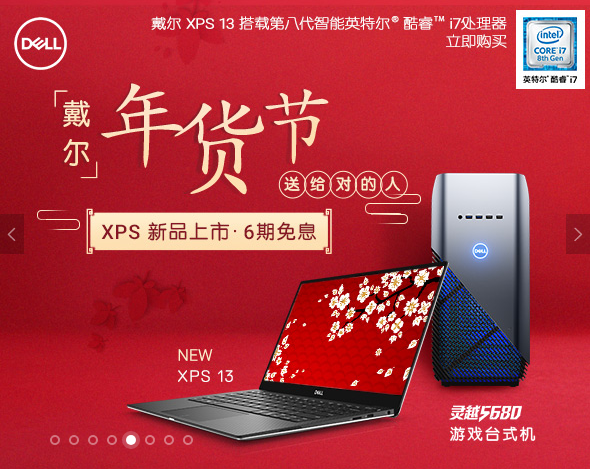 DELL
戴尔 XPS 13 搭载第八代智能英特尔® 酷睿™ i7处理器
立即购买
intel
CORE i7
8th Gen
英特尔® 酷睿™ i7
「戴尔」
年货节
送给对的人
XPS 新品上市·6期免息
NEW
XPS 13
DELL
DELL
灵越5680
游戏台式机